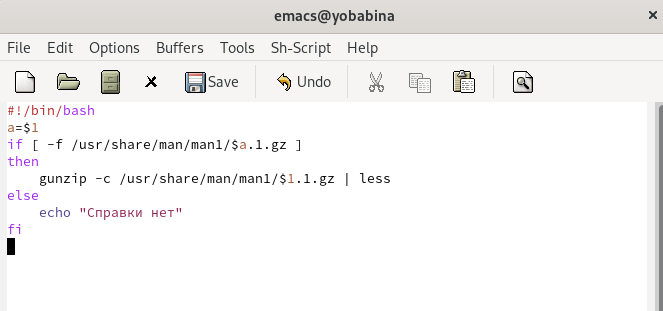 emacs@yobabina
File Edit Options Buffers Tools Sh-Script Help
Save Undo
#!/bin/bash
a=$1
if [ -f /usr/share/man/man1/$a.1.gz ]
then
    gunzip -c /usr/share/man/man1/$1.1.gz | less
else
    echo "Справки нет"
fi